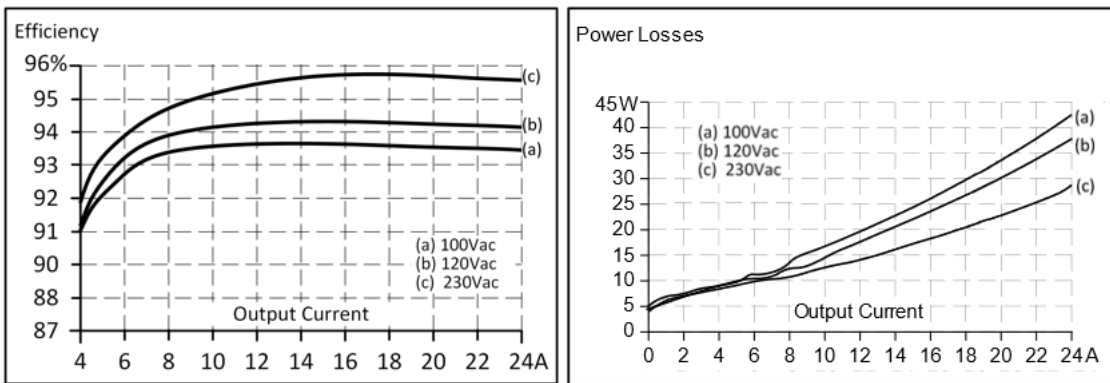 Efficiency
96%
95
94
93
92
91
90
88
87
(c)
(b)
(a)
(a) 100Vac
(b) 120Vac
(c) 230Vac
Output Current
4 6 8 10 12 14 16 18 20 22 24A
Power Losses
45W
40
35
30
25
20
15
10
5
0
(a) 100Vac
(b) 120Vac
(c) 230Vac
(a)
(b)
(c)
Output Current
0 2 4 6 8 10 12 14 16 18 20 22 24A